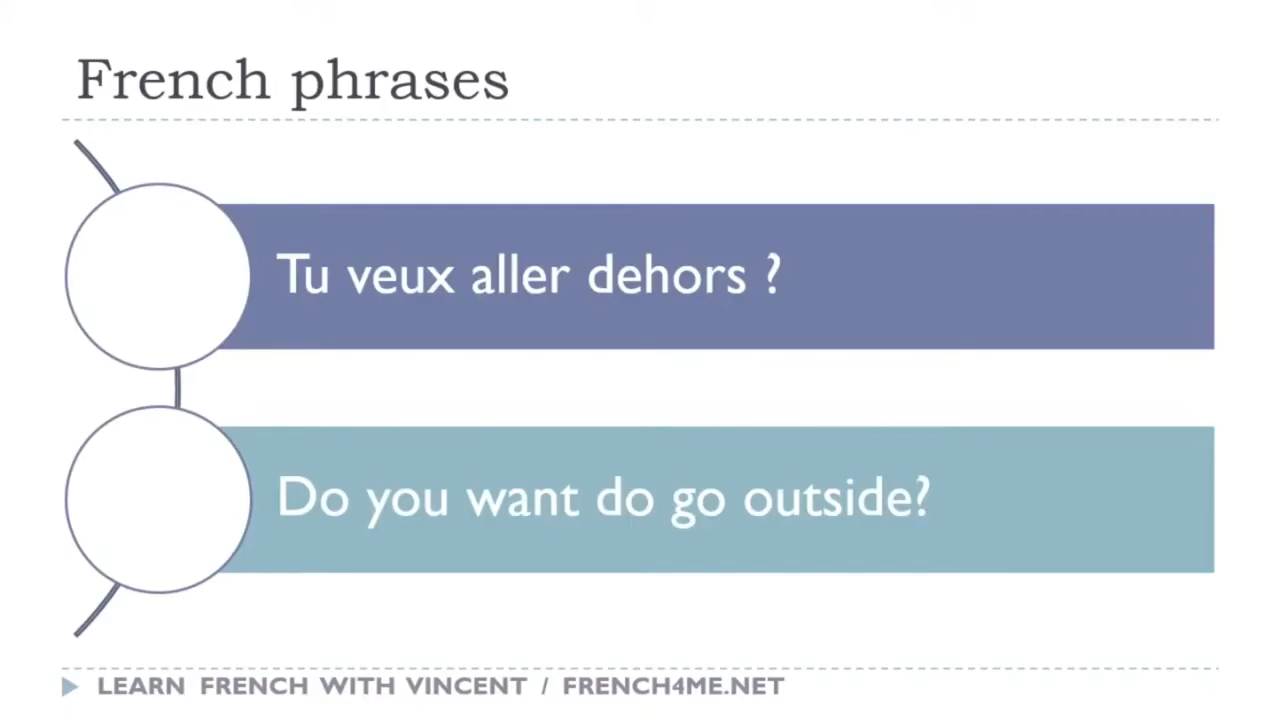 French phrases
Tu veux aller dehors ?
Do you want do go outside?
LEARN FRENCH WITH VINCENT / FRENCH4ME.NET